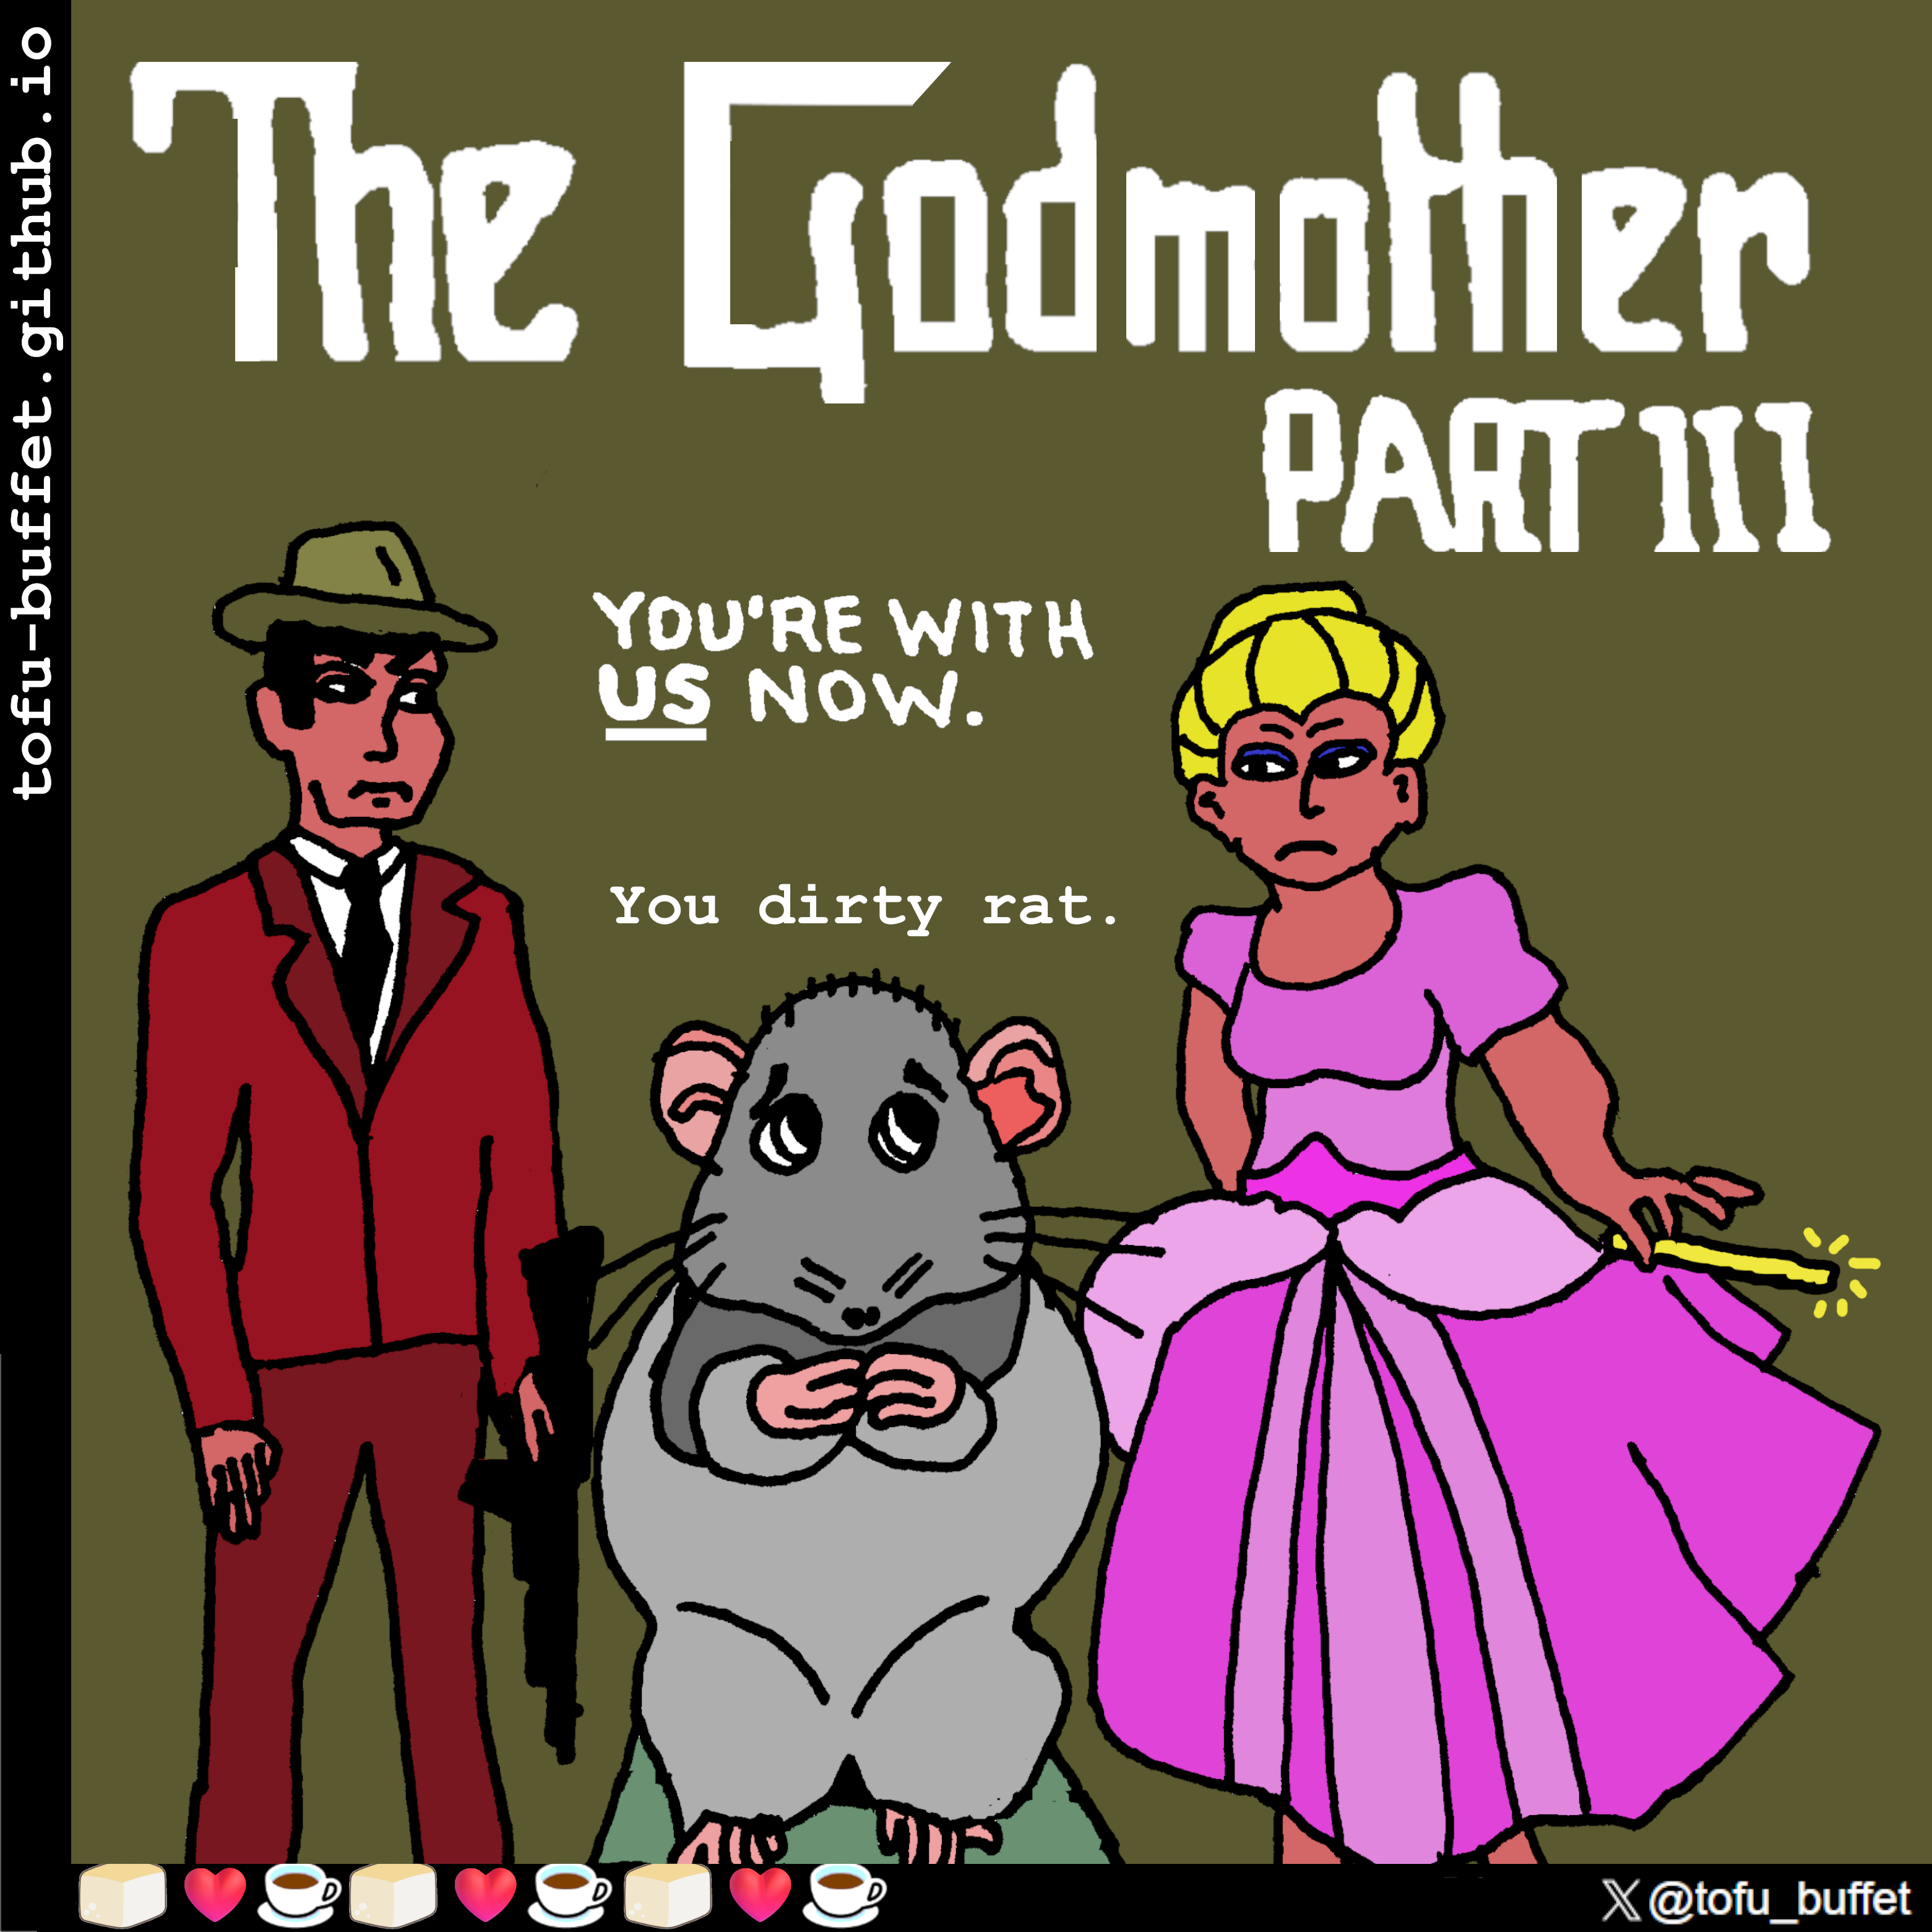 tofu-buffet.github.io
The Godmother
PART III
YOU'RE WITH
US NOW.
You dirty rat.
𝕏 @tofu_buffet